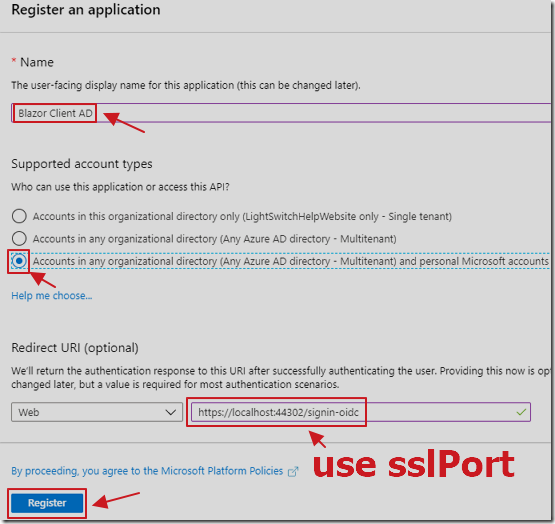 Register an application
* Name
The user-facing display name for this application (this can be changed later).
Blazor Client AD
Supported account types
Who can use this application or access this API?
Accounts in this organizational directory only (LightSwitchHelpWebsite only - Single tenant)
Accounts in any organizational directory (Any Azure AD directory - Multitenant)
Accounts in any organizational directory (Any Azure AD directory - Multitenant) and personal Microsoft accounts
Help me choose...
Redirect URI (optional)
We'll return the authentication response to this URI after successfully authenticating the user. Providing this now is op
changed later, but a value is required for most authentication scenarios.
Web https://localhost:44302/signin-oidc
use sslPort
By proceeding, you agree to the Microsoft Platform Policies
Register